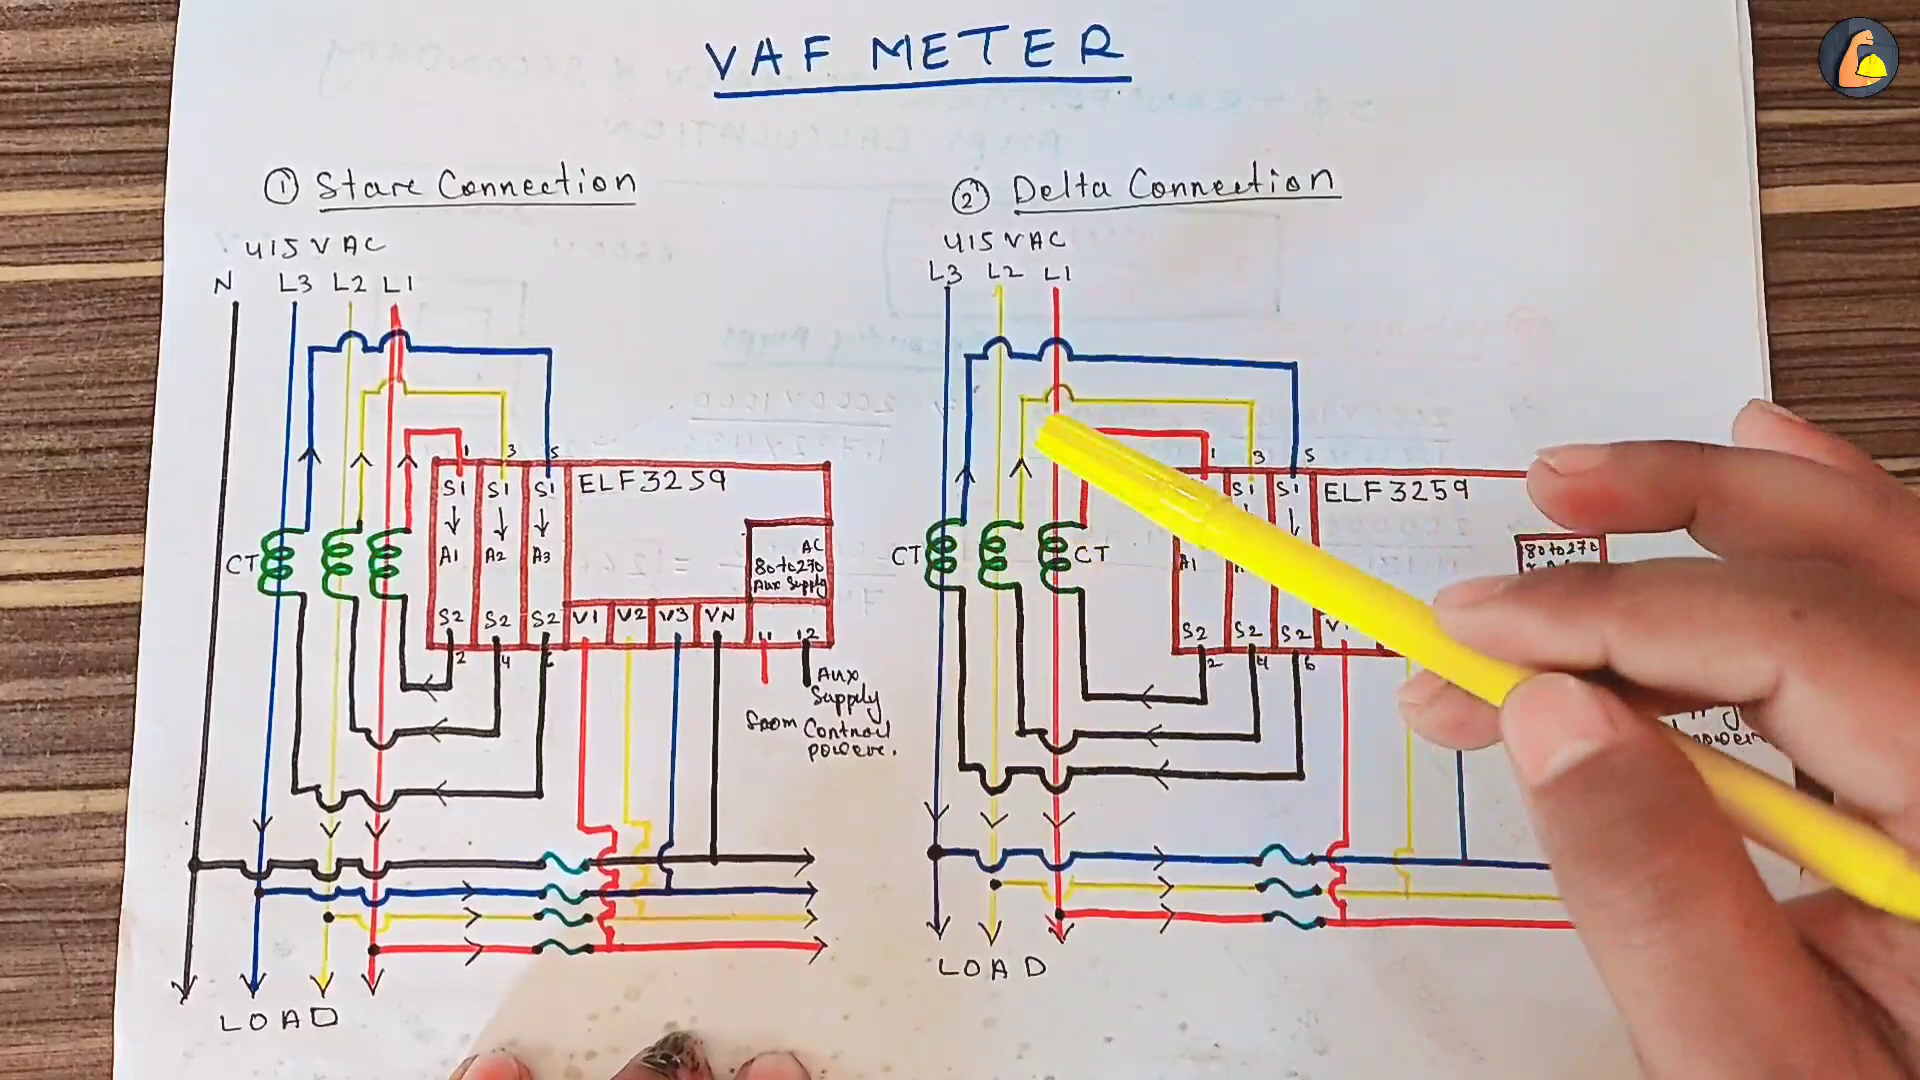 VAF METER
① Stare Connection
415 V AC
N L3 L2 L1
1 3 5
S1 S1 S1 ELF3259
CT
A1 A2 A3
AC
80 to 270
Aux Supply
S2 S2 S2 V1 V2 V3 VN
L1 L2
2 4
Aux
Supply
from Control
powere.
LOAD
② Delta Connection
415 V AC
L3 L2 L1
1 3 5
S1 S1 ELF3259
CT CT
A1
80 to 270
S2 S2 S2
2 4 6
LOAD